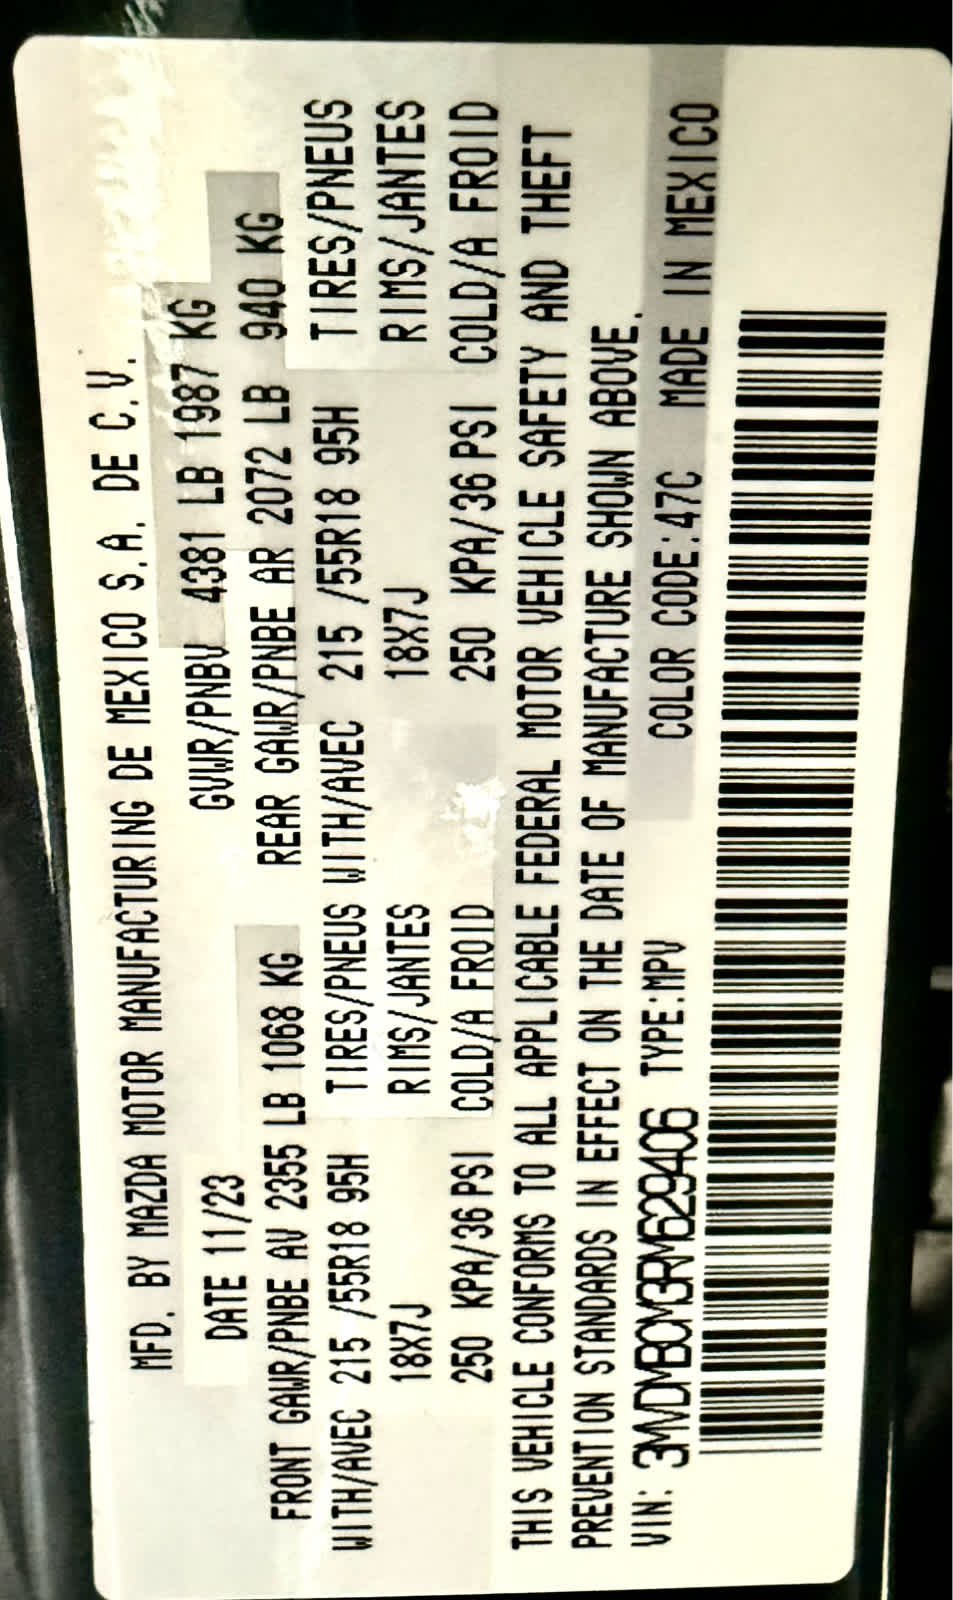 MFD. BY MAZDA MOTOR MANUFACTURING DE MEXICO S.A. DE C.V.
DATE 11/23 GVWR/PNBV 4381 LB 1987 KG
FRONT GAWR/PNBE AV 2355 LB 1068 KG REAR GAWR/PNBE AR 2072 LB 940 KG
WITH/AVEC 215 /55R18 95H TIRES/PNEUS WITH/AVEC 215 /55R18 95H TIRES/PNEUS
18X7J RIMS/JANTES 18X7J RIMS/JANTES
250 KPA/36 PSI COLD/A FROID 250 KPA/36 PSI COLD/A FROID
THIS VEHICLE CONFORMS TO ALL APPLICABLE FEDERAL MOTOR VEHICLE SAFETY AND THEFT
PREVENTION STANDARDS IN EFFECT ON THE DATE OF MANUFACTURE SHOWN ABOVE.
VIN: 3MVDMBCM3RM629406 TYPE:MPV COLOR CODE:47C MADE IN MEXICO